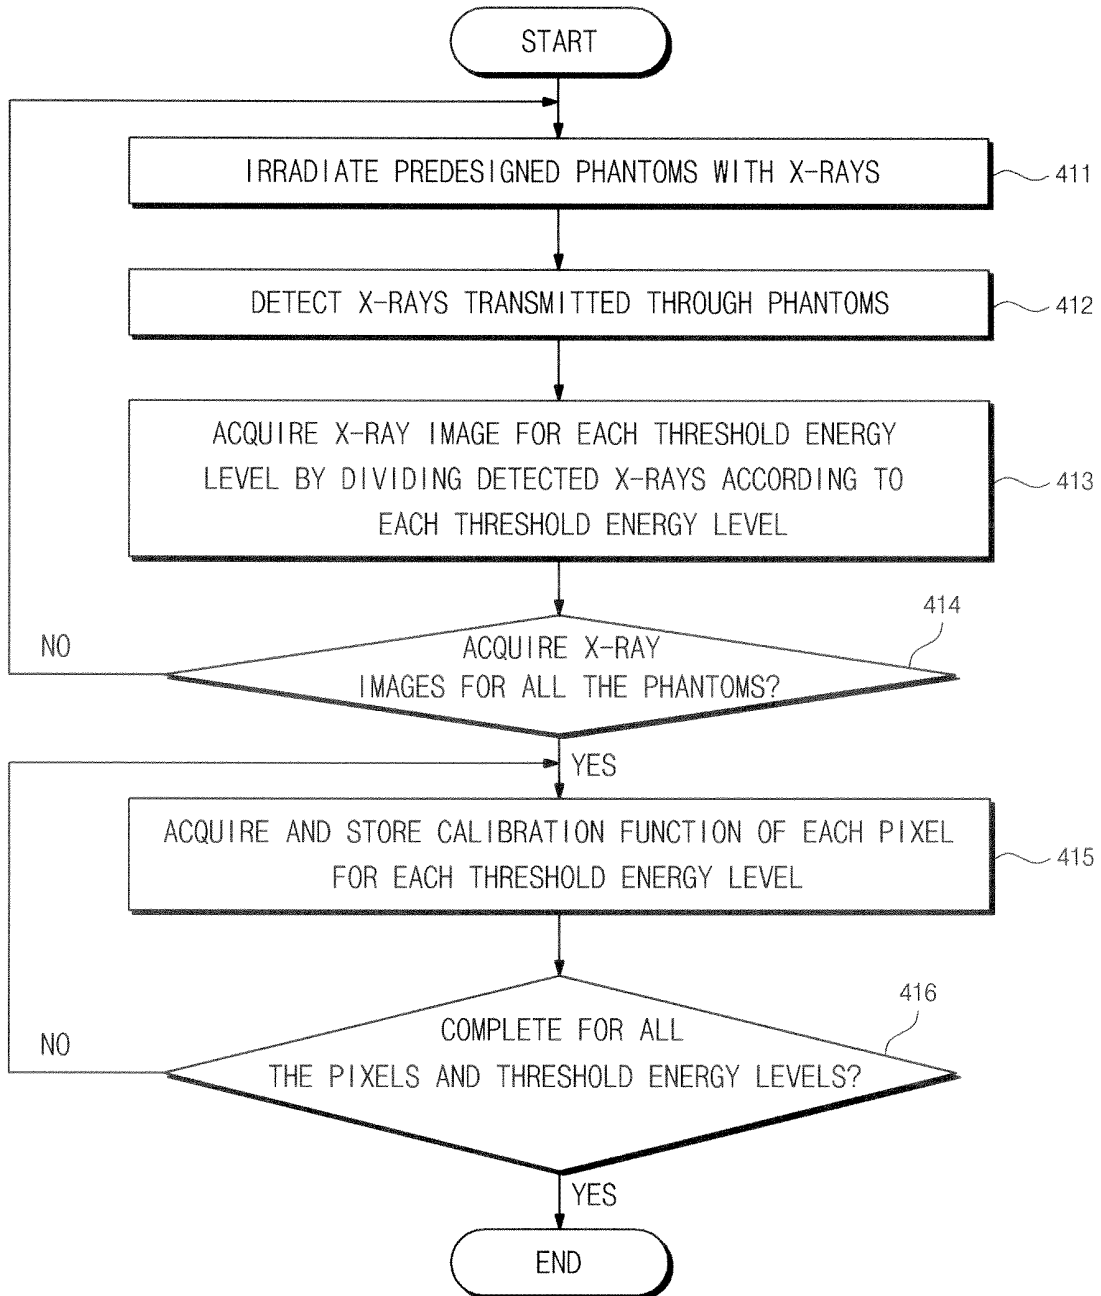 START
IRRADIATE PREDESIGNED PHANTOMS WITH X-RAYS
411
DETECT X-RAYS TRANSMITTED THROUGH PHANTOMS
412
ACQUIRE X-RAY IMAGE FOR EACH THRESHOLD ENERGY
LEVEL BY DIVIDING DETECTED X-RAYS ACCORDING TO
EACH THRESHOLD ENERGY LEVEL
413
414
NO
ACQUIRE X-RAY
IMAGES FOR ALL THE PHANTOMS?
YES
ACQUIRE AND STORE CALIBRATION FUNCTION OF EACH PIXEL
FOR EACH THRESHOLD ENERGY LEVEL
415
416
NO
COMPLETE FOR ALL
THE PIXELS AND THRESHOLD ENERGY LEVELS?
YES
END